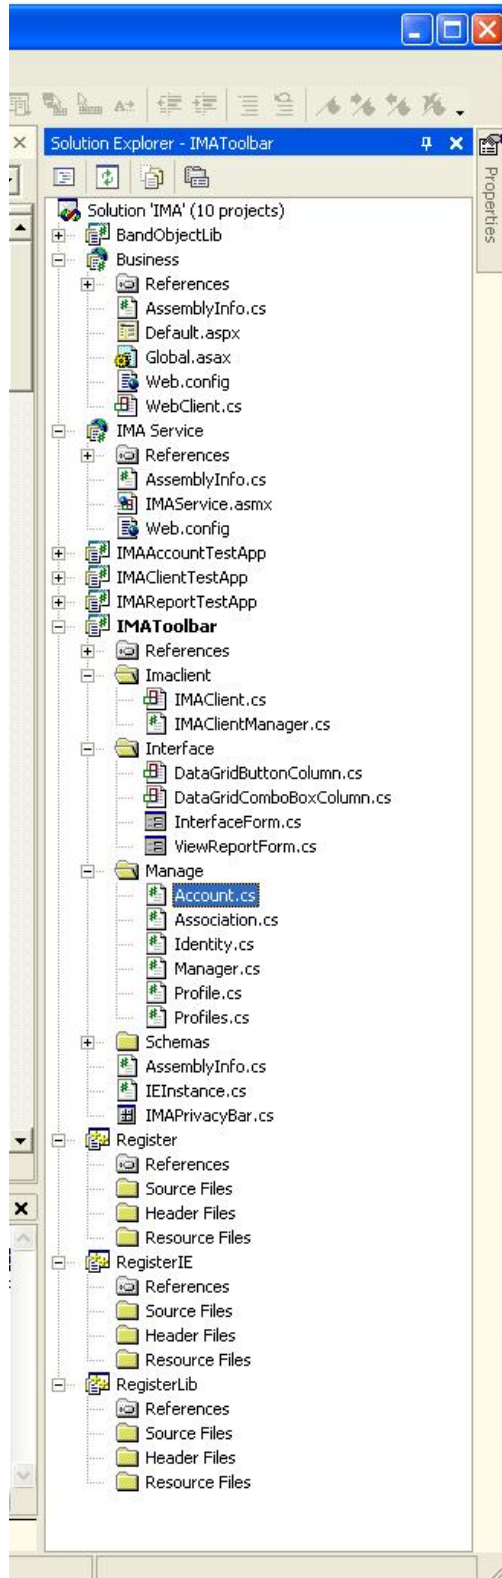 Solution Explorer - IMAToolbar
Properties
Solution 'IMA' (10 projects)
BandObjectLib
Business
References
AssemblyInfo.cs
Default.aspx
Global.asax
Web.config
WebClient.cs
IMA Service
References
AssemblyInfo.cs
IMAService.asmx
Web.config
IMAAccountTestApp
IMAClientTestApp
IMAReportTestApp
IMAToolbar
References
Imaclient
IMAClient.cs
IMAClientManager.cs
Interface
DataGridButtonColumn.cs
DataGridComboBoxColumn.cs
InterfaceForm.cs
ViewReportForm.cs
Manage
Account.cs
Association.cs
Identity.cs
Manager.cs
Profile.cs
Profiles.cs
Schemas
AssemblyInfo.cs
IEInstance.cs
IMAPrivacyBar.cs
Register
References
Source Files
Header Files
Resource Files
RegisterIE
References
Source Files
Header Files
Resource Files
RegisterLib
References
Source Files
Header Files
Resource Files